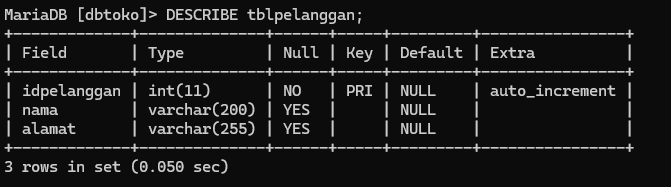 MariaDB [dbtoko]> DESCRIBE tblpelanggan;
+-------------+--------------+------+-----+---------+----------------+
| Field       | Type         | Null | Key | Default | Extra          |
+-------------+--------------+------+-----+---------+----------------+
| idpelanggan | int(11)      | NO   | PRI | NULL    | auto_increment |
| nama        | varchar(200) | YES  |     | NULL    |                |
| alamat      | varchar(255) | YES  |     | NULL    |                |
+-------------+--------------+------+-----+---------+----------------+
3 rows in set (0.050 sec)